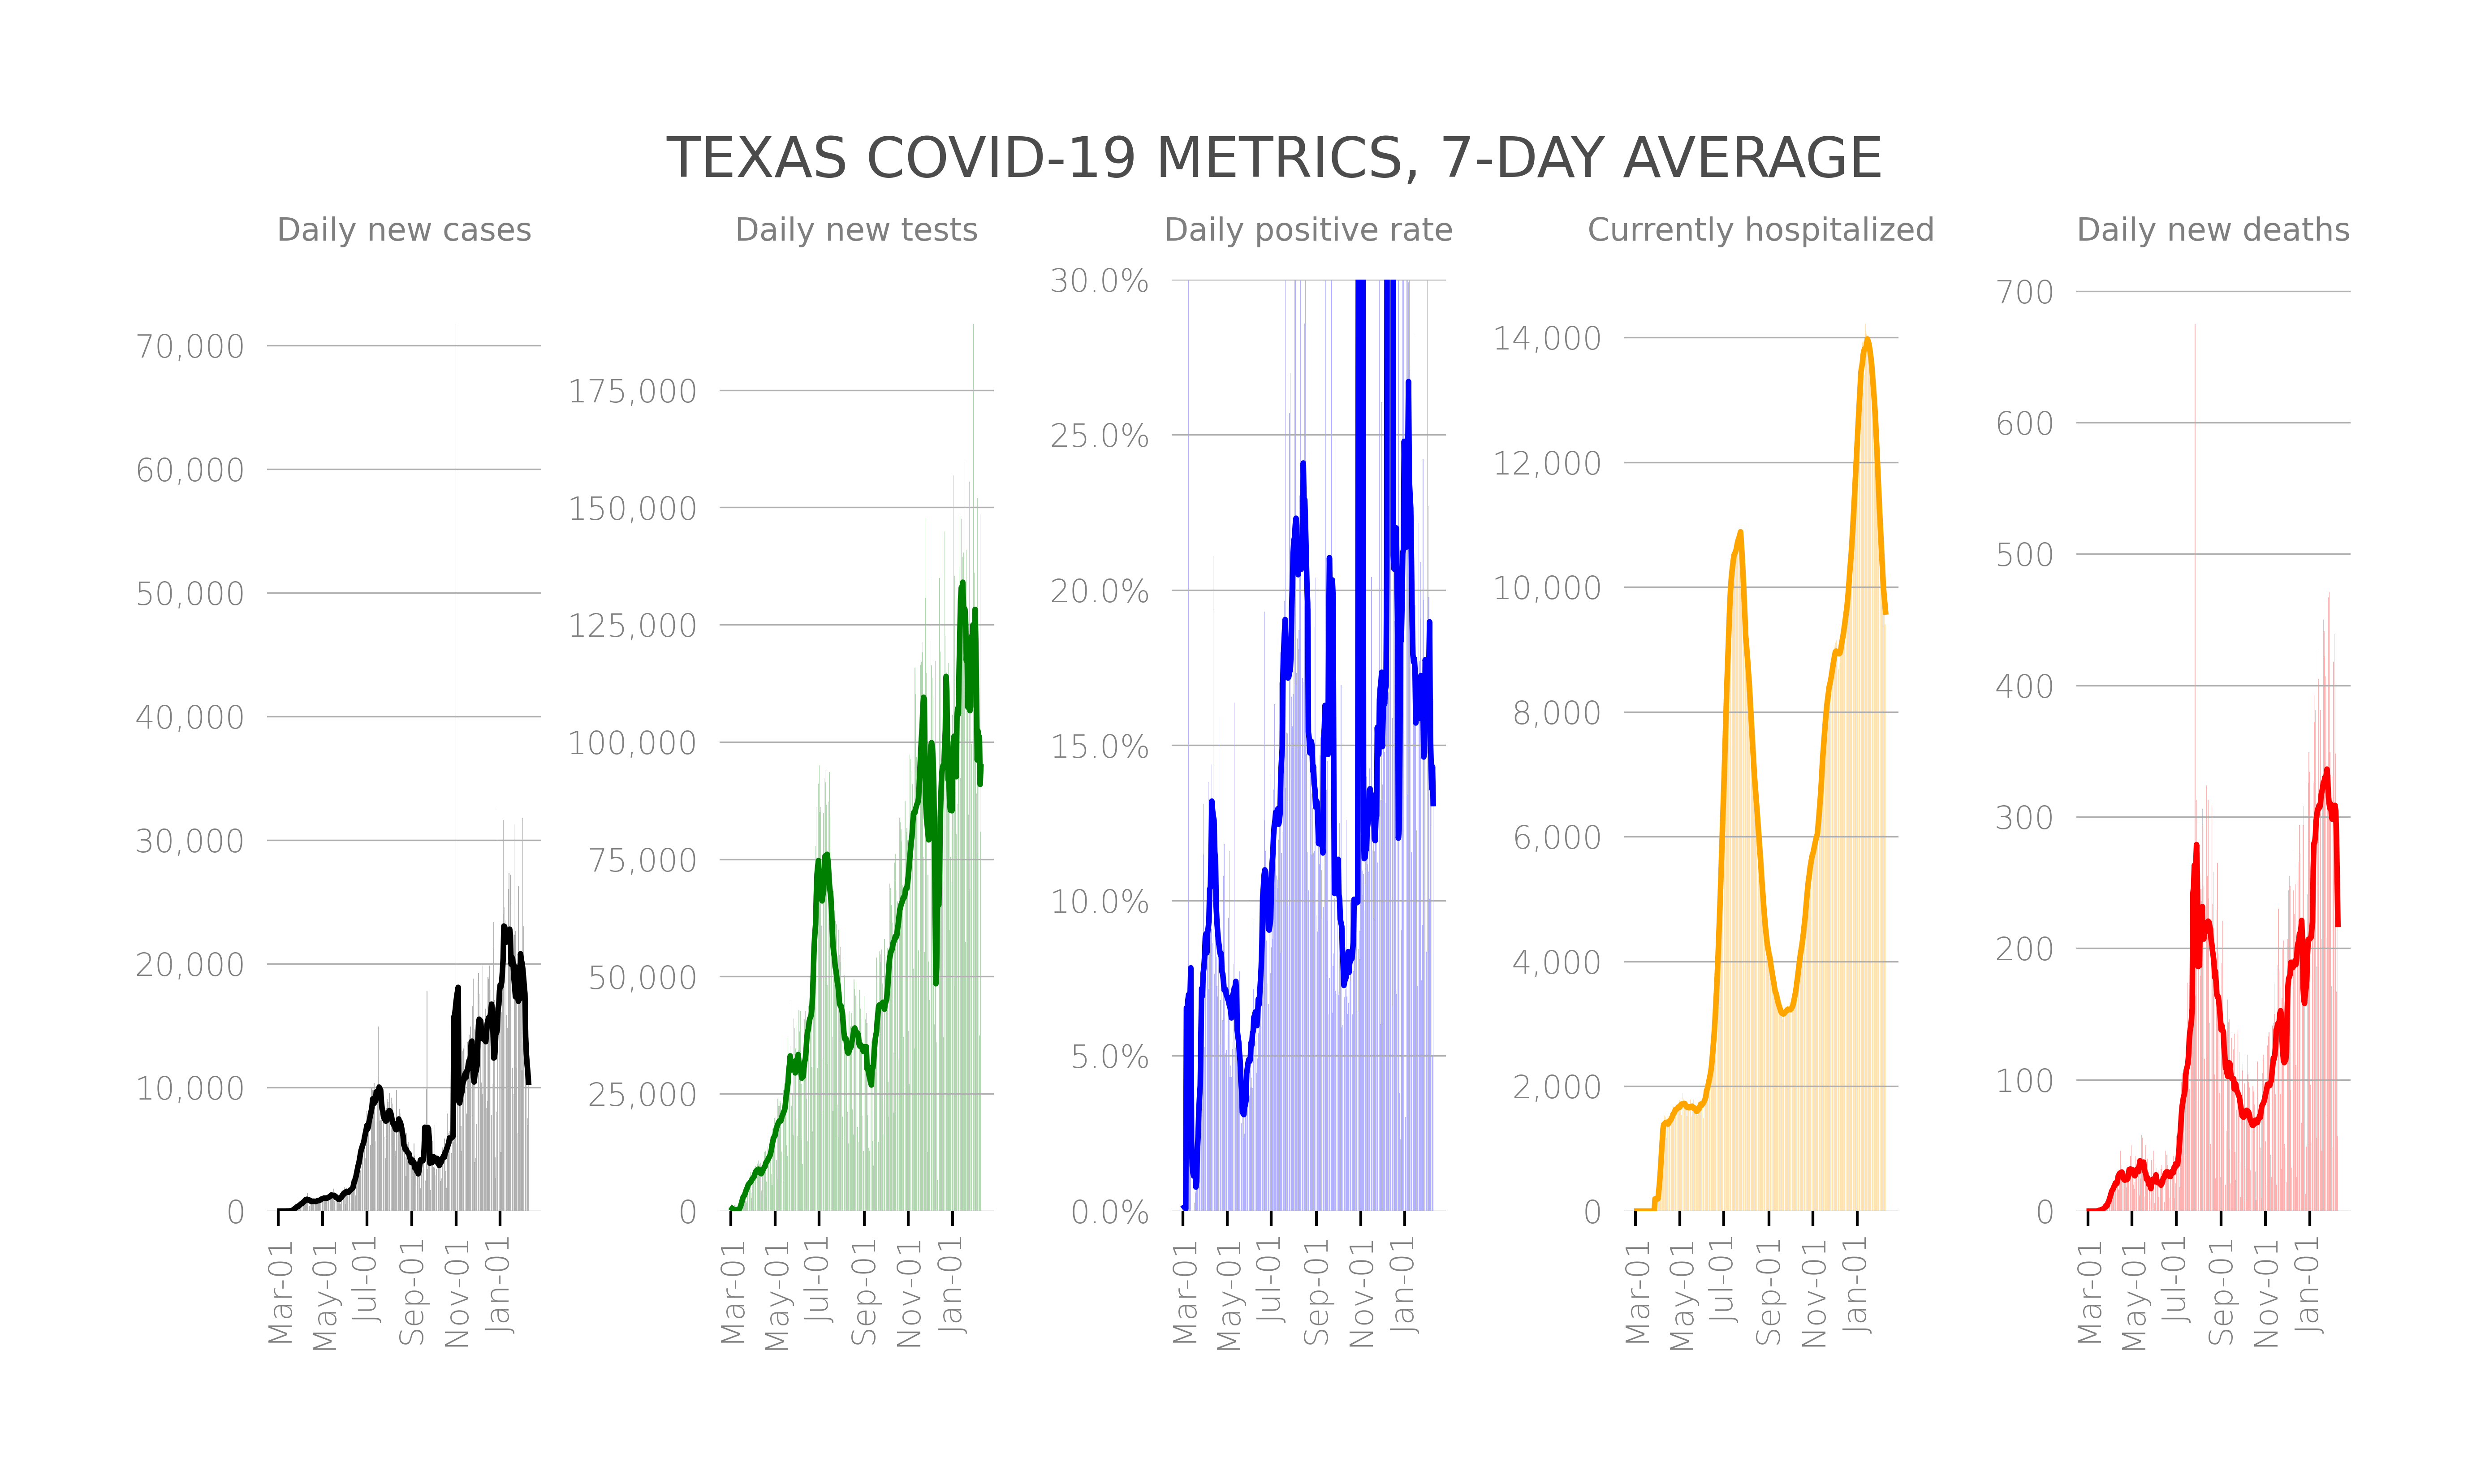 TEXAS COVID-19 METRICS, 7-DAY AVERAGE
Daily new cases
70,000
60,000
50,000
40,000
30,000
20,000
10,000
0
Mar-01
May-01
Jul-01
Sep-01
Nov-01
Jan-01
Daily new tests
175,000
150,000
125,000
100,000
75,000
50,000
25,000
0
Mar-01
May-01
Jul-01
Sep-01
Nov-01
Jan-01
Daily positive rate
30.0%
25.0%
20.0%
15.0%
10.0%
5.0%
0.0%
Mar-01
May-01
Jul-01
Sep-01
Nov-01
Jan-01
Currently hospitalized
14,000
12,000
10,000
8,000
6,000
4,000
2,000
0
Mar-01
May-01
Jul-01
Sep-01
Nov-01
Jan-01
Daily new deaths
700
600
500
400
300
200
100
0
Mar-01
May-01
Jul-01
Sep-01
Nov-01
Jan-01